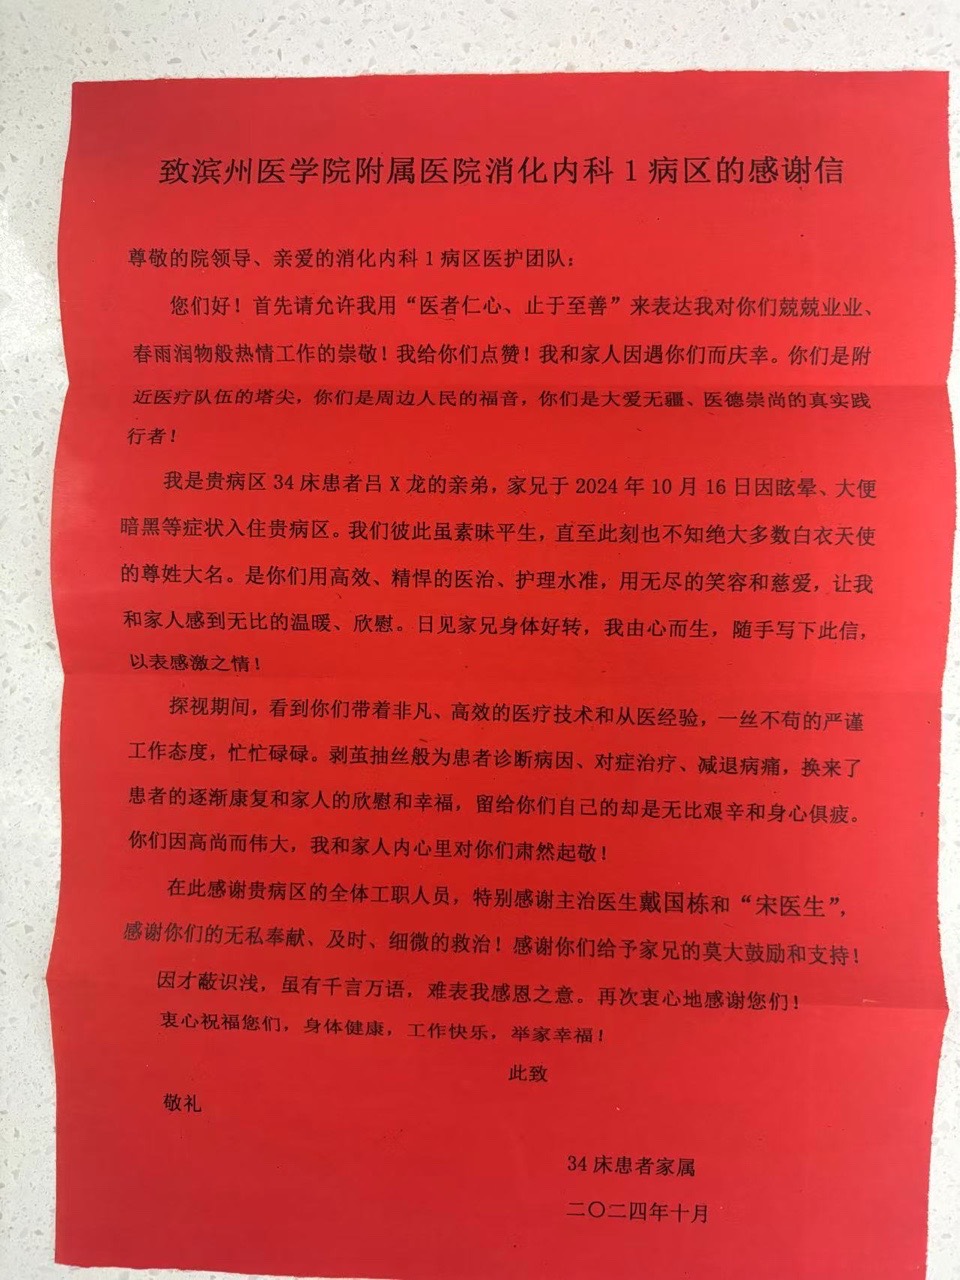 致滨州医学院附属医院消化内科 1 病区的感谢信
尊敬的院领导、亲爱的消化内科 1 病区医护团队:
您们好！首先请允许我用“医者仁心、止于至善”来表达我对你们兢兢业业、
春雨润物般热情工作的崇敬！我给你们点赞！我和家人因遇你们而庆幸。你们是附
近医疗队伍的塔尖，你们是周边人民的福音，你们是大爱无疆、医德崇尚的真实践
行者！
我是贵病区 34 床患者吕 X 龙的亲弟，家兄于 2024 年 10 月 16 日因眩晕、大便
暗黑等症状入住贵病区。我们彼此虽素昧平生，直至此刻也不知绝大多数白衣天使
的尊姓大名。是你们用高效、精悍的医治、护理水准，用无尽的笑容和慈爱，让我
和家人感到无比的温暖、欣慰。日见家兄身体好转，我由心而生，随手写下此信，
以表感激之情！
探视期间，看到你们带着非凡、高效的医疗技术和从医经验，一丝不苟的严谨
工作态度，忙忙碌碌。剥茧抽丝般为患者诊断病因、对症治疗、减退病痛，换来了
患者的逐渐康复和家人的欣慰和幸福，留给你们自己的却是无比艰辛和身心俱疲。
你们因高尚而伟大，我和家人内心里对你们肃然起敬！
在此感谢贵病区的全体工职人员，特别感谢主治医生戴国栋和“宋医生”，
感谢你们的无私奉献、及时、细微的救治！感谢你们给予家兄的莫大鼓励和支持！
因才蔽识浅，虽有千言万语，难表我感恩之意。再次衷心地感谢您们！
衷心祝福您们，身体健康，工作快乐，举家幸福！
此致
敬礼
34 床患者家属
二〇二四年十月